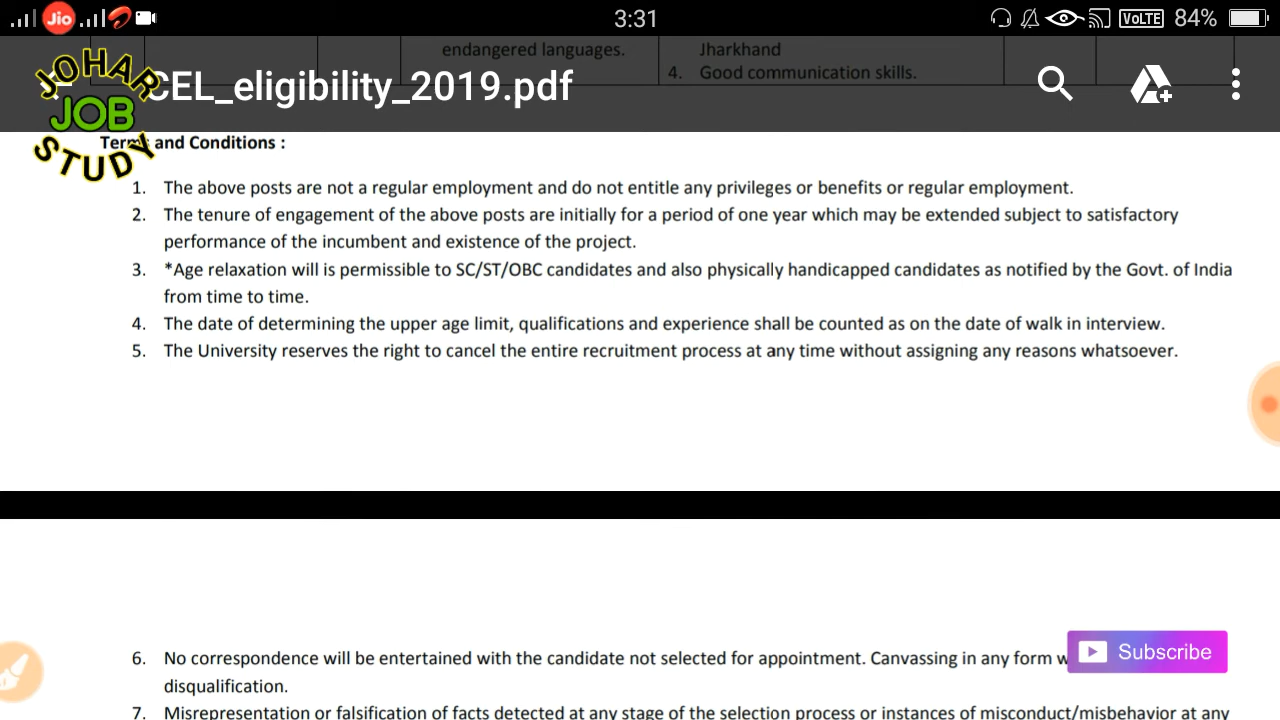 Jio
3:31
VoLTE
84%
endangered languages.
Jharkhand
4. Good communication skills.
JOHAR
JOB
STUDY
CEL_eligibility_2019.pdf
Terms and Conditions :
1. The above posts are not a regular employment and do not entitle any privileges or benefits or regular employment.
2. The tenure of engagement of the above posts are initially for a period of one year which may be extended subject to satisfactory
performance of the incumbent and existence of the project.
3. *Age relaxation will is permissible to SC/ST/OBC candidates and also physically handicapped candidates as notified by the Govt. of India
from time to time.
4. The date of determining the upper age limit, qualifications and experience shall be counted as on the date of walk in interview.
5. The University reserves the right to cancel the entire recruitment process at any time without assigning any reasons whatsoever.
6. No correspondence will be entertained with the candidate not selected for appointment. Canvassing in any form
Subscribe
disqualification.
7. Misrepresentation or falsification of facts detected at any stage of the selection process or instances of misconduct/misbehavior at any